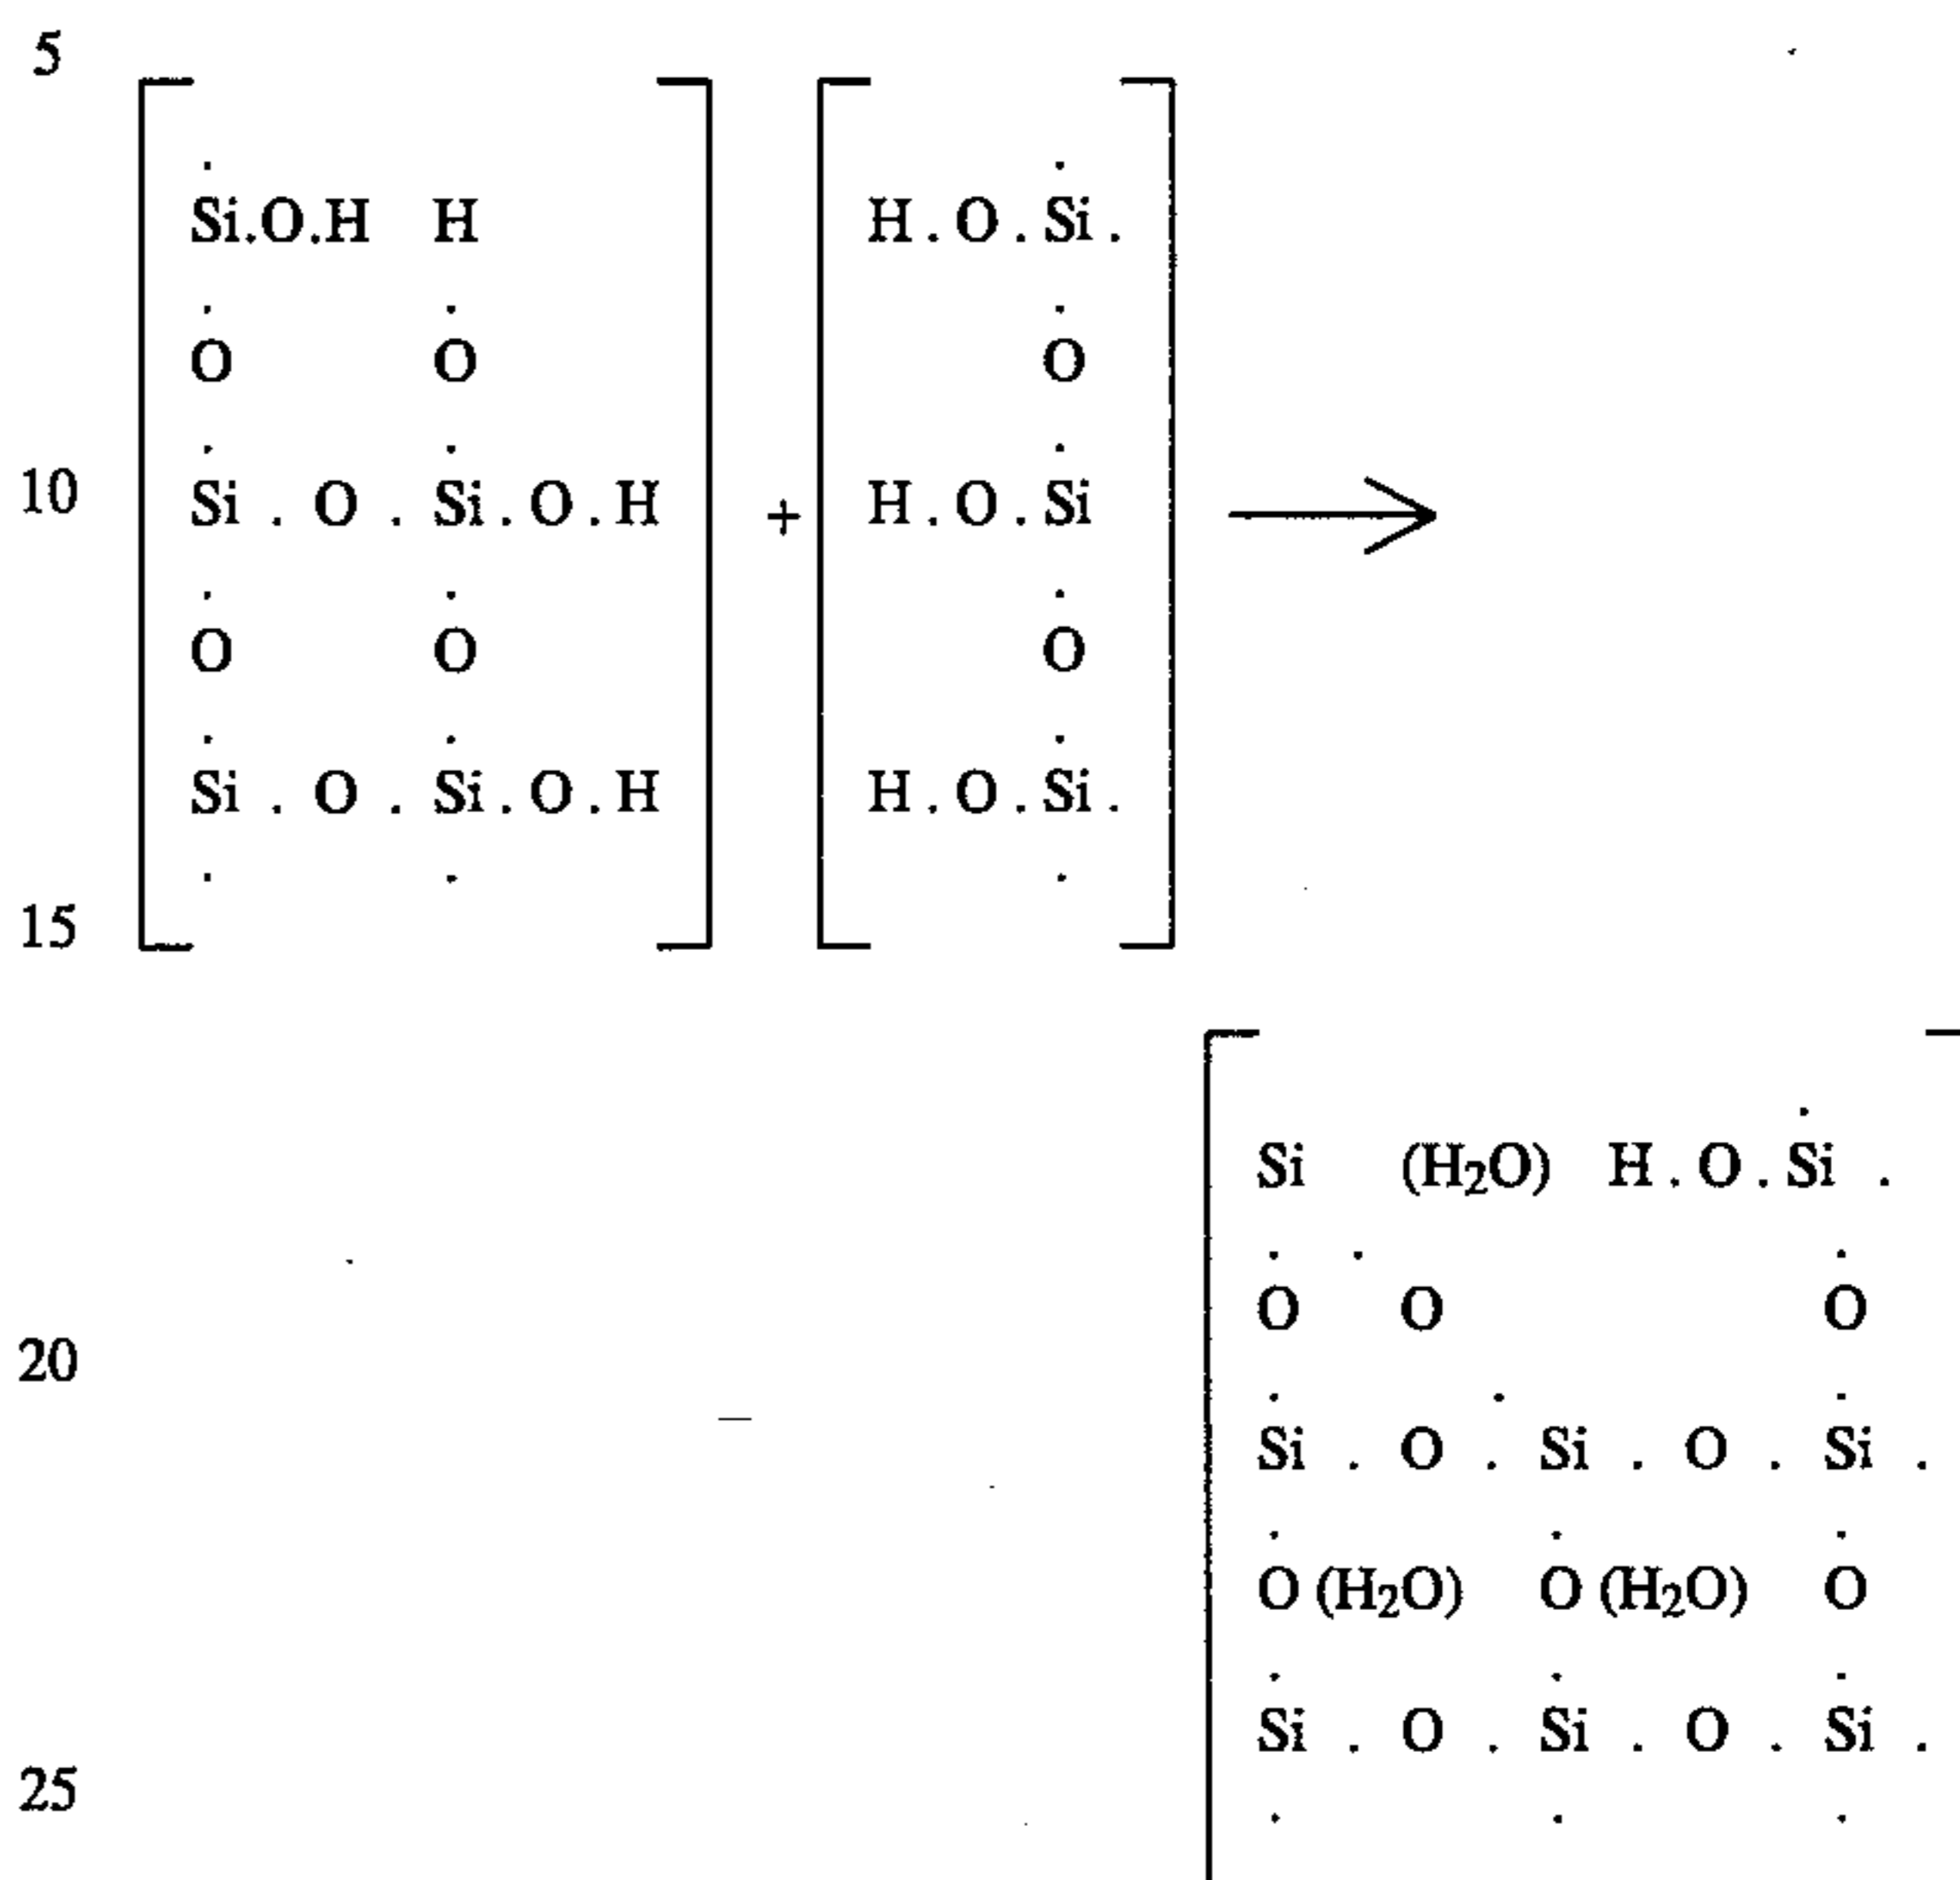 5
.
Si.O.H H
. .
O O
. .
10 Si . O . Si . O . H
. .
O O
. .
Si . O . Si . O . H
. .
15
+
.
H . O . Si .
.
O
.
H . O . Si
.
O
.
H . O . Si .
.
.
Si (H₂O) H . O . Si .
. . .
O O O
20
. . .
Si . O . Si . O . Si .
. . .
O (H₂O) O (H₂O) O
. . .
Si . O . Si . O . Si .
25
. . .